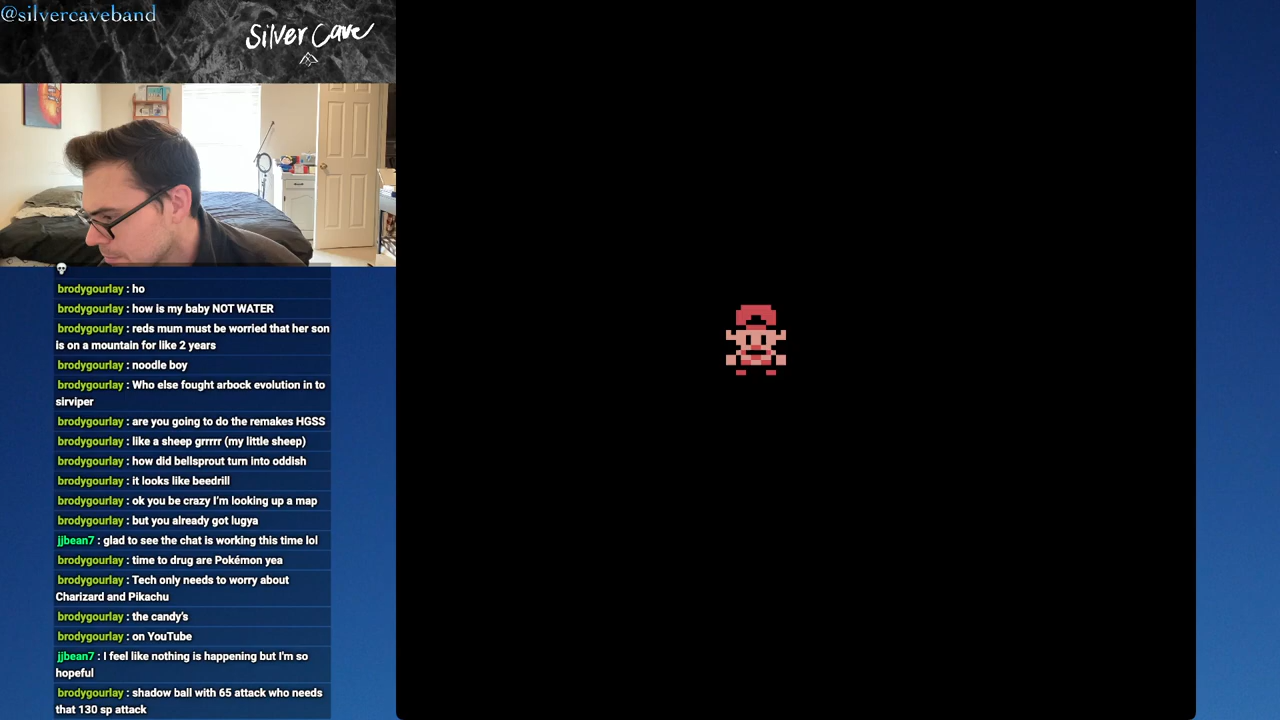 @silvercaveband
Silver Cave
brodygourlay : ho
brodygourlay : how is my baby NOT WATER
brodygourlay : reds mum must be worried that her son
is on a mountain for like 2 years
brodygourlay : noodle boy
brodygourlay : Who else fought arbock evolution in to
sirviper
brodygourlay : are you going to do the remakes HGSS
brodygourlay : like a sheep grrrrr (my little sheep)
brodygourlay : how did bellsprout turn into oddish
brodygourlay : it looks like beedrill
brodygourlay : ok you be crazy I'm looking up a map
brodygourlay : but you already got lugya
jjbean7 : glad to see the chat is working this time lol
brodygourlay : time to drug are Pokémon yea
brodygourlay : Tech only needs to worry about
Charizard and Pikachu
brodygourlay : the candy's
brodygourlay : on YouTube
jjbean7 : I feel like nothing is happening but I'm so
hopeful
brodygourlay : shadow ball with 65 attack who needs
that 130 sp attack